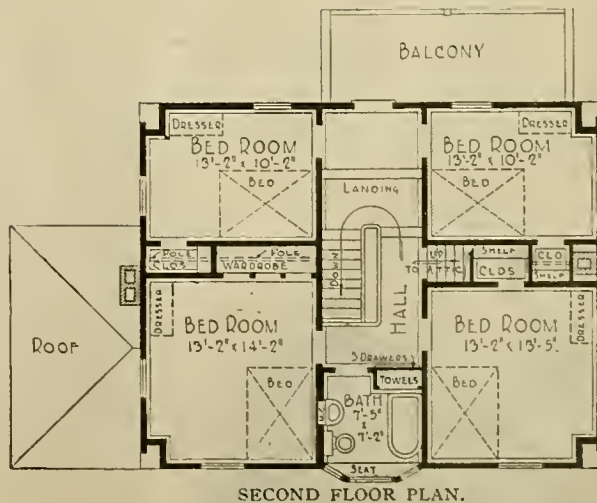 BALCONY
DRESSER
BED ROOM
13'-2" x 10'-2"
BED
LANDING
DRESSER
BED ROOM
13'-2" x 10'-2"
BED
POLE
CLOS
POLE
WARDROBE
DOWN
HALL
UP
TO ATTIC
SHELF
CLOS
CLO
SHELF
ROOF
DRESSER
BED ROOM
13'-2" x 14'-2"
BED
3 DRAWERS
TOWELS
BATH
7'-5"
x
7'-2"
SEAT
BED ROOM
13'-2" x 13'-5"
DRESSER
BED
SECOND FLOOR PLAN.